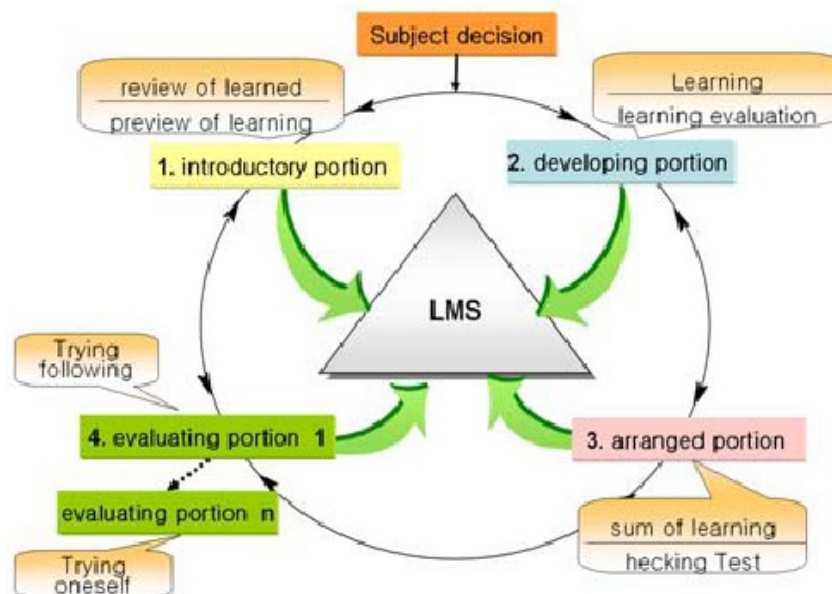 Subject decision
review of learned
preview of learning
1. introductory portion
Learning
learning evaluation
2. developing portion
LMS
Trying
following
4. evaluating portion 1
evaluating portion n
Trying
oneself
3. arranged portion
sum of learning
hecking Test